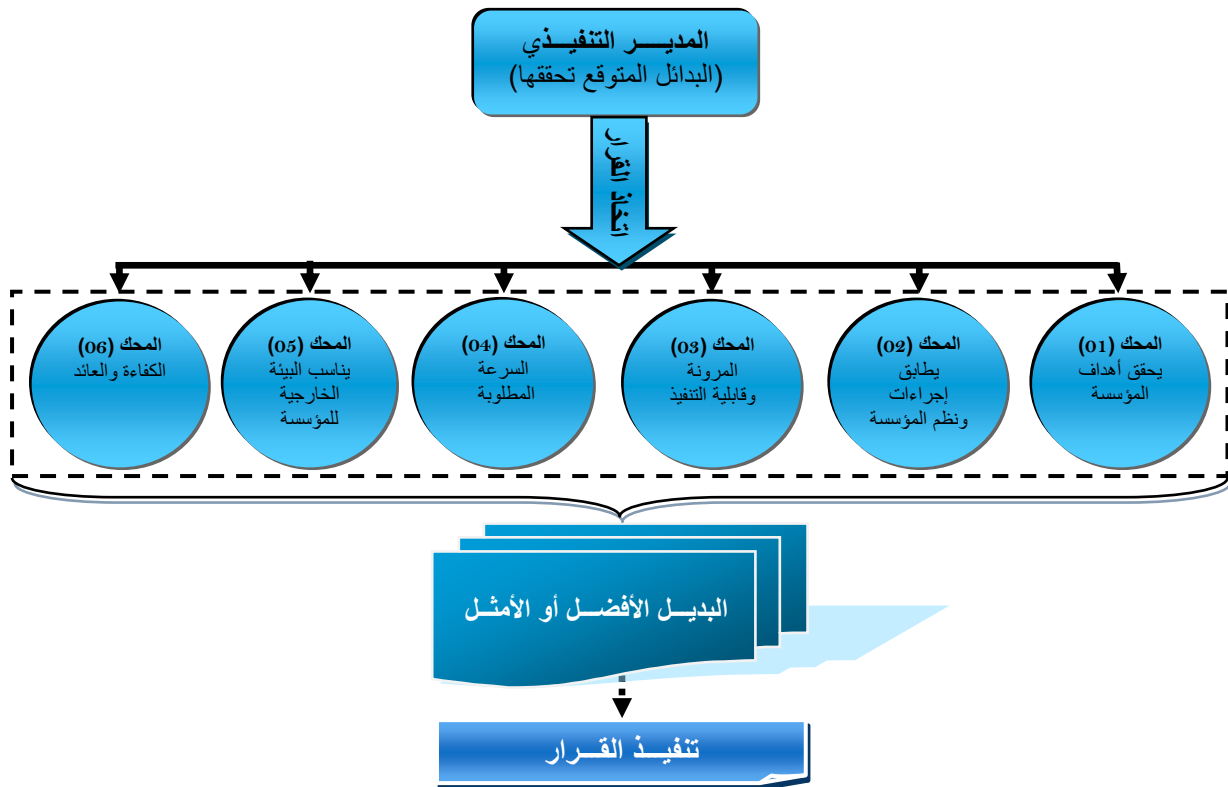 المديـــــر التنفيـــذي
(البدائل المتوقع تحققها)
اتخاذ القرار
المحك (01)
يحقق أهداف
المؤسسة
المحك (02)
يطابق
إجراءات
ونظم المؤسسة
المحك (03)
المرونة
وقابلية التنفيذ
المحك (04)
السرعة
المطلوبة
المحك (05)
يناسب البيئة
الخارجية
للمؤسسة
المحك (06)
الكفاءة والعائد
البديـــل الأفضـــل أو الأمثـــل
تنفيـــذ القـــرار